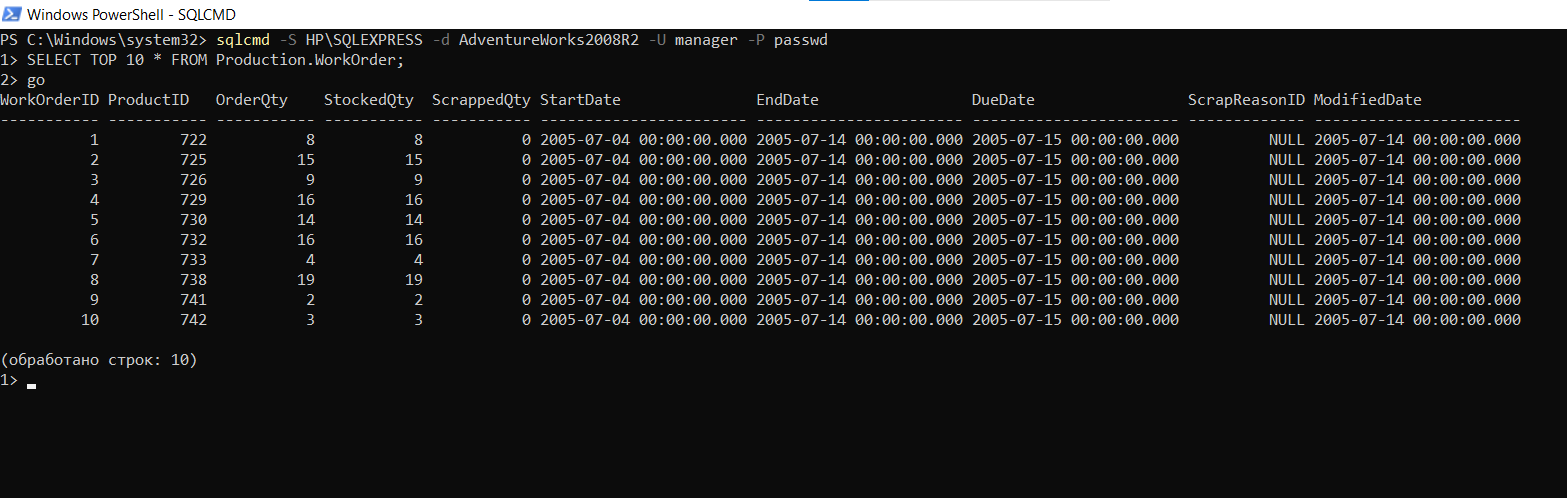 Windows PowerShell - SQLCMD
PS C:\Windows\system32> sqlcmd -S HP\SQLEXPRESS -d AdventureWorks2008R2 -U manager -P passwd
1> SELECT TOP 10 * FROM Production.WorkOrder;
2> go
WorkOrderID ProductID   OrderQty    StockedQty  ScrappedQty StartDate               EndDate                 DueDate                 ScrapReasonID ModifiedDate
----------- ----------- ----------- ----------- ----------- ----------------------- ----------------------- ----------------------- ------------- -----------------------
          1         722           8           8           0 2005-07-04 00:00:00.000 2005-07-14 00:00:00.000 2005-07-15 00:00:00.000          NULL 2005-07-14 00:00:00.000
          2         725          15          15           0 2005-07-04 00:00:00.000 2005-07-14 00:00:00.000 2005-07-15 00:00:00.000          NULL 2005-07-14 00:00:00.000
          3         726           9           9           0 2005-07-04 00:00:00.000 2005-07-14 00:00:00.000 2005-07-15 00:00:00.000          NULL 2005-07-14 00:00:00.000
          4         729          16          16           0 2005-07-04 00:00:00.000 2005-07-14 00:00:00.000 2005-07-15 00:00:00.000          NULL 2005-07-14 00:00:00.000
          5         730          14          14           0 2005-07-04 00:00:00.000 2005-07-14 00:00:00.000 2005-07-15 00:00:00.000          NULL 2005-07-14 00:00:00.000
          6         732          16          16           0 2005-07-04 00:00:00.000 2005-07-14 00:00:00.000 2005-07-15 00:00:00.000          NULL 2005-07-14 00:00:00.000
          7         733           4           4           0 2005-07-04 00:00:00.000 2005-07-14 00:00:00.000 2005-07-15 00:00:00.000          NULL 2005-07-14 00:00:00.000
          8         738          19          19           0 2005-07-04 00:00:00.000 2005-07-14 00:00:00.000 2005-07-15 00:00:00.000          NULL 2005-07-14 00:00:00.000
          9         741           2           2           0 2005-07-04 00:00:00.000 2005-07-14 00:00:00.000 2005-07-15 00:00:00.000          NULL 2005-07-14 00:00:00.000
         10         742           3           3           0 2005-07-04 00:00:00.000 2005-07-14 00:00:00.000 2005-07-15 00:00:00.000          NULL 2005-07-14 00:00:00.000
(обработано строк: 10)
1>